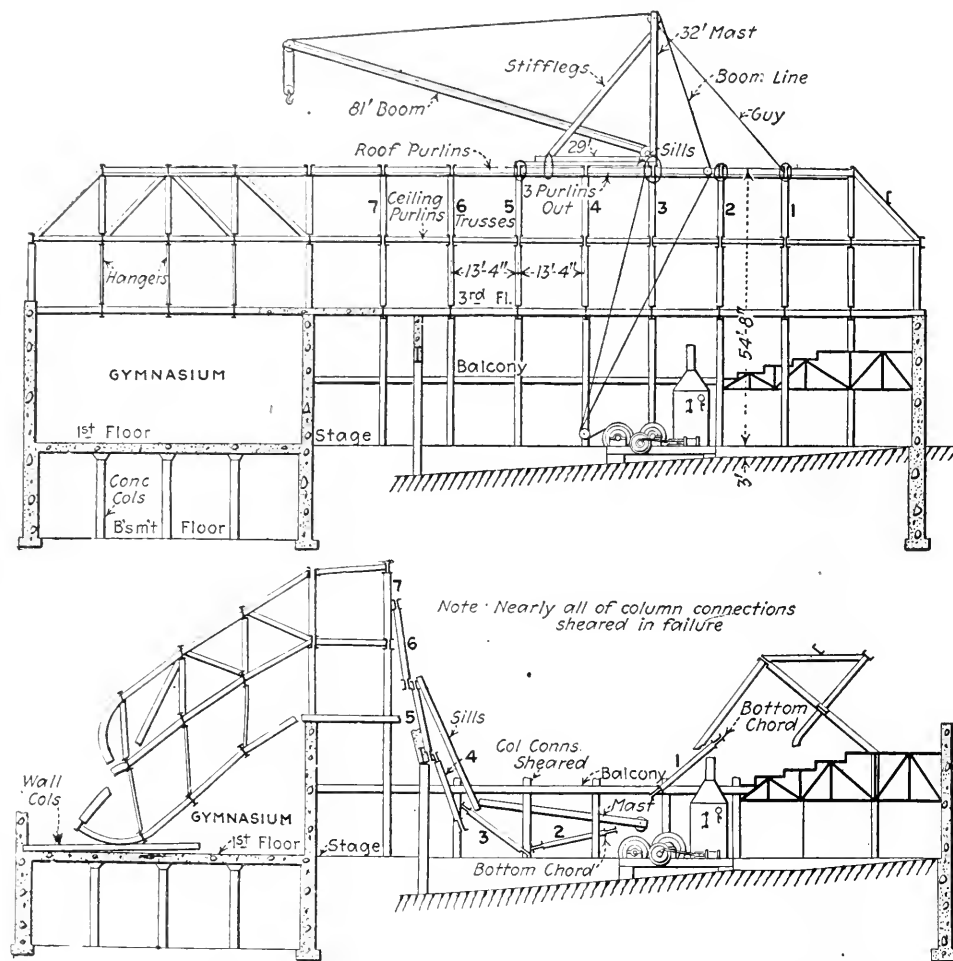 32' Mast
Stifflegs
Boom Line
81' Boom
Guy
29'
Sills
Roof Purlins
3 Purlins
Out
7
6
5
4
3
2
1
Ceiling
Purlins
Trusses
Hangers
13'-4"
13'-4"
3rd Fl.
54'-8"
GYMNASIUM
Balcony
1st Floor
Stage
3'
Conc
Cols
B's'm't Floor
7
Note · Nearly all of column connections
sheared in failure
6
5
Sills
4
Bottom
Chord
1
Col Conns.
Sheared
Balcony
Wall
Cols
Mast
GYMNASIUM
3
2
1st Floor
Stage
Bottom Chord